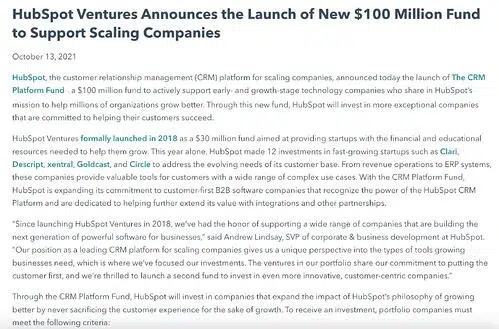 HubSpot Ventures Announces the Launch of New $100 Million Fund
to Support Scaling Companies
October 13, 2021
HubSpot, the customer relationship management (CRM) platform for scaling companies, announced today the launch of The CRM
Platform Fund - a $100 million fund to actively support early- and growth-stage technology companies who share in HubSpot's
mission to help millions of organizations grow better. Through this new fund, HubSpot will invest in more exceptional companies
that are committed to helping their customers succeed.
HubSpot Ventures formally launched in 2018 as a $30 million fund aimed at providing startups with the financial and educational
resources needed to help them grow. This year alone, HubSpot made 12 investments in fast-growing startups such as Clari,
Descript, xentral, Goldcast, and Circle to address the evolving needs of its customer base. From revenue operations to ERP systems,
these companies provide valuable tools for customers with a wide range of complex use cases. With the CRM Platform Fund,
HubSpot is expanding its commitment to customer-first B2B software companies that recognize the power of the HubSpot CRM
Platform and are dedicated to helping further extend its value with integrations and other partnerships.
"Since launching HubSpot Ventures in 2018, we've had the honor of supporting a wide range of companies that are building the
next generation of powerful software for businesses," said Andrew Lindsay, SVP of corporate & business development at HubSpot.
"Our position as a leading CRM platform for scaling companies gives us a unique perspective into the types of tools growing
businesses need, which is where we've focused our investments. The ventures in our portfolio share our commitment to putting the
customer first, and we're thrilled to launch a second fund to invest in even more innovative, customer-centric companies."
Through the CRM Platform Fund, HubSpot will invest in companies that expand the impact of HubSpot's philosophy of growing
better by never sacrificing the customer experience for the sake of growth. To receive an investment, portfolio companies must
meet the following criteria: